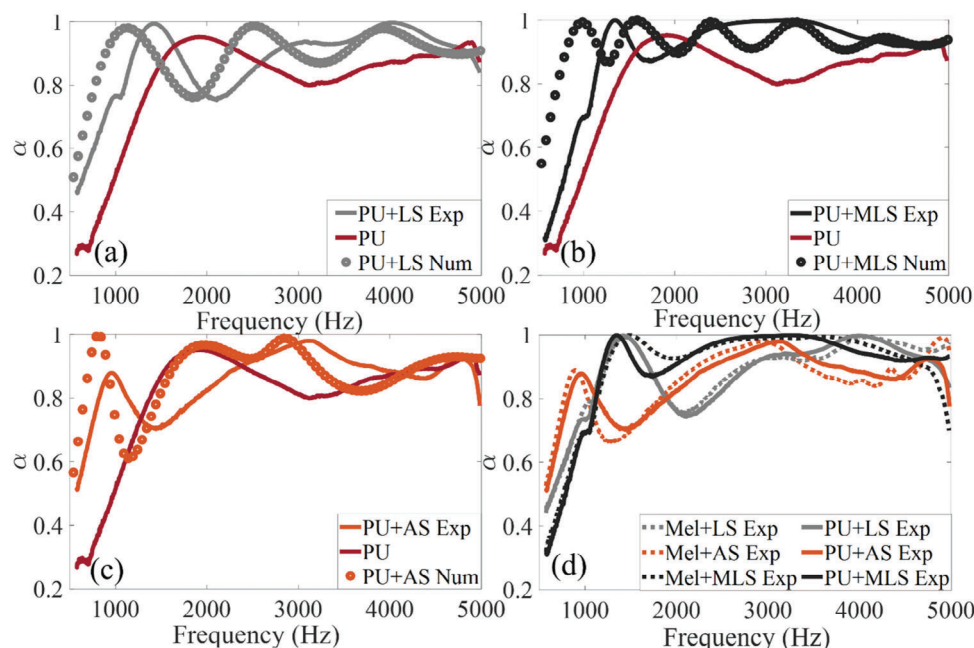 1
0.8
α
0.6
0.4
0.2
(a)
PU+LS Exp
PU
PU+LS Num
1000 2000 3000 4000 5000
Frequency (Hz)
1
0.8
α
0.6
0.4
0.2
(b)
PU+MLS Exp
PU
PU+MLS Num
1000 2000 3000 4000 5000
Frequency (Hz)
1
0.8
α
0.6
0.4
0.2
(c)
PU+AS Exp
PU
PU+AS Num
1000 2000 3000 4000 5000
Frequency (Hz)
1
0.8
α
0.6
0.4
0.2
(d)
Mel+LS Exp PU+LS Exp
Mel+AS Exp PU+AS Exp
Mel+MLS Exp PU+MLS Exp
1000 2000 3000 4000 5000
Frequency (Hz)